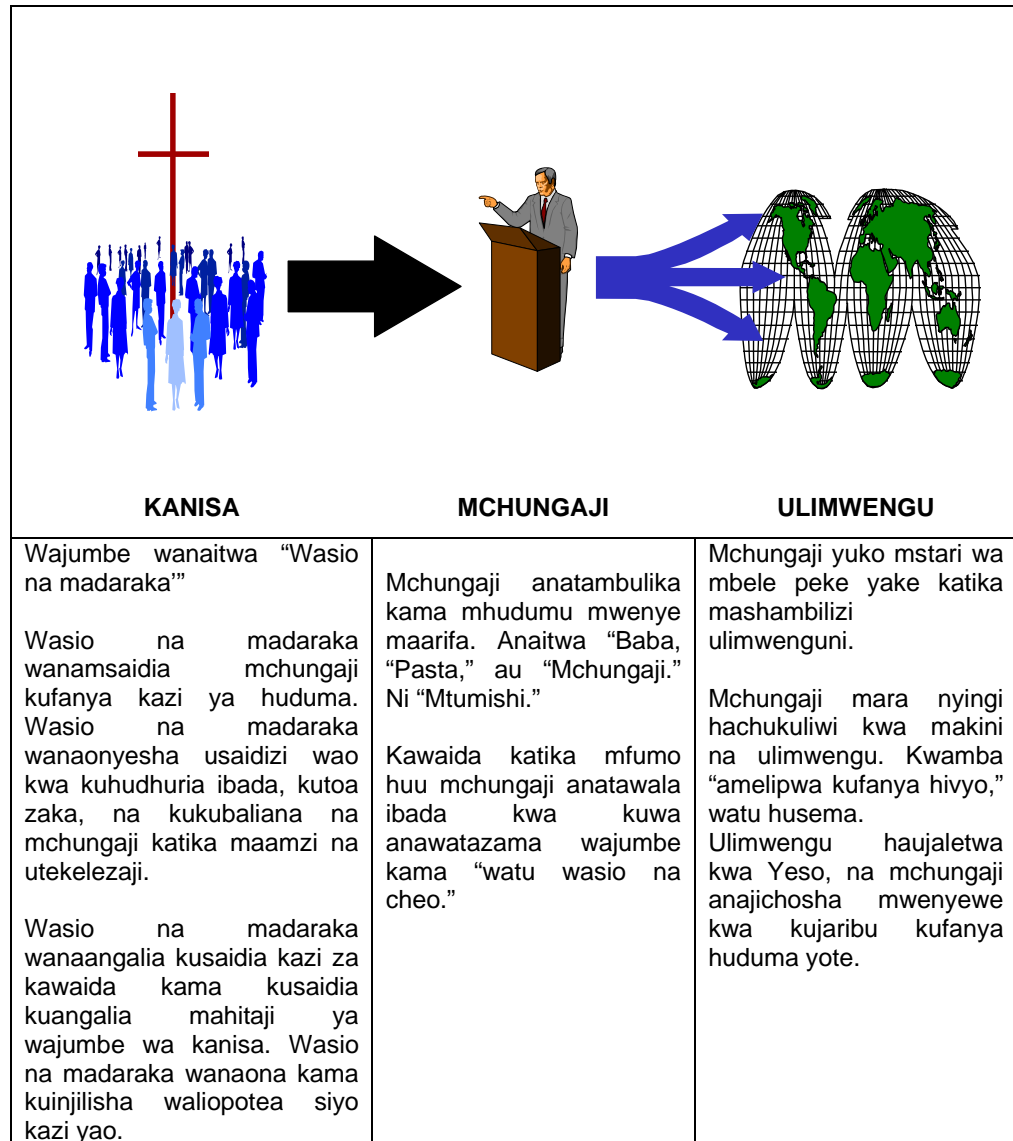 KANISA
MCHUNGAJI
ULIMWENGU
Wajumbe wanaitwa “Wasio
na madaraka’”
Wasio na madaraka
wanamsaidia mchungaji
kufanya kazi ya huduma.
Wasio na madaraka
wanaonyesha usaidizi wao
kwa kuhudhuria ibada, kutoa
zaka, na kukubaliana na
mchungaji katika maamzi na
utekelezaji.
Wasio na madaraka
wanaangalia kusaidia kazi za
kawaida kama kusaidia
kuangalia mahitaji ya
wajumbe wa kanisa. Wasio
na madaraka wanaona kama
kuinjilisha waliopotea siyo
kazi yao.
Mchungaji anatambulika
kama mhudumu mwenye
maarifa. Anaitwa “Baba,
“Pasta,” au “Mchungaji.”
Ni “Mtumishi.”
Kawaida katika mfumo
huu mchungaji anatawala
ibada kwa kuwa
anawatazama wajumbe
kama “watu wasio na
cheo.”
Mchungaji yuko mstari wa
mbele peke yake katika
mashambilizi
ulimwenguni.
Mchungaji mara nyingi
hachukuliwi kwa makini
na ulimwengu. Kwamba
“amelipwa kufanya hivyo,”
watu husema.
Ulimwengu haujaletwa
kwa Yeso, na mchungaji
anajichosha mwenyewe
kwa kujaribu kufanya
huduma yote.